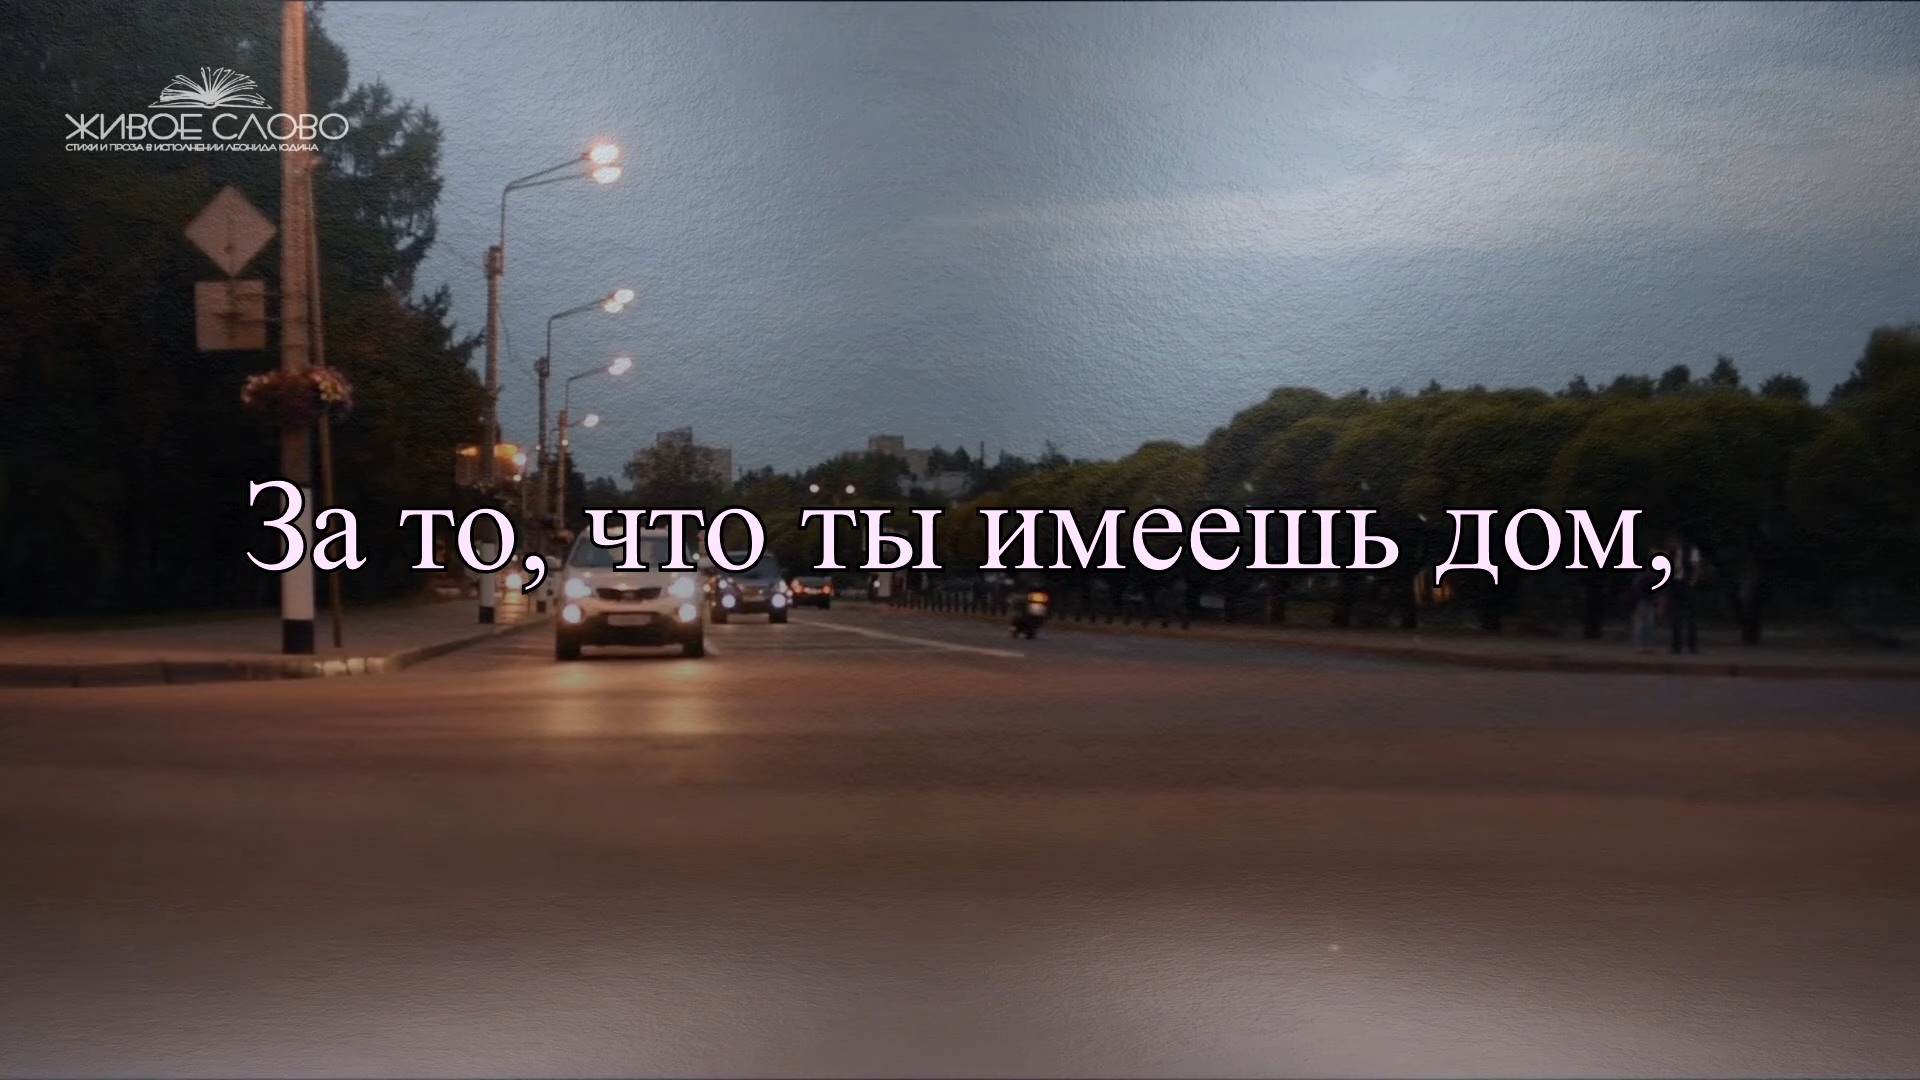 ЖИВОЕ СЛОВО
СТИХИ И ПРОЗА В ИСПОЛНЕНИИ ЛЕОНИДА ЮДИНА
За то, что ты имеешь дом,